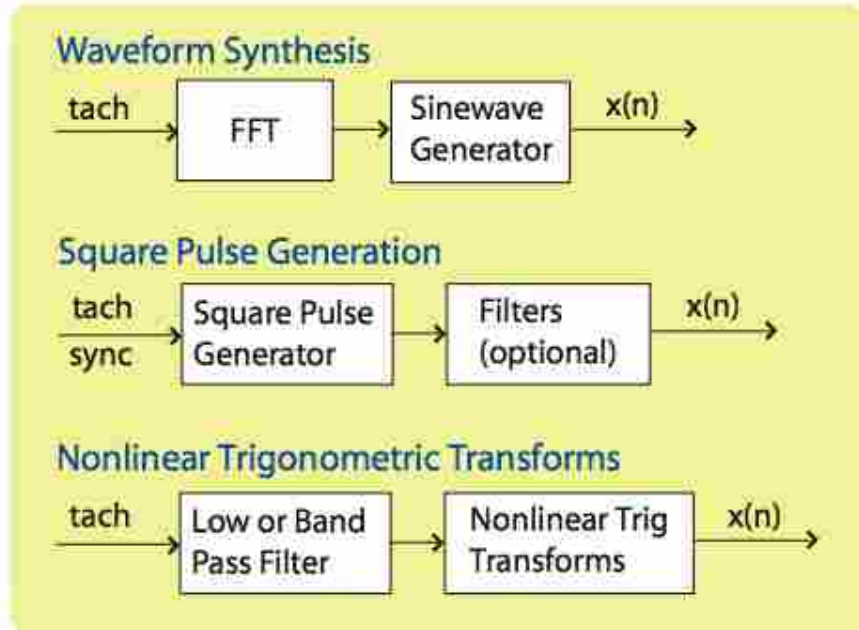 Waveform Synthesis
tach
FFT
Sinewave
Generator
x(n)
Square Pulse Generation
tach
sync
Square Pulse
Generator
Filters
(optional)
x(n)
Nonlinear Trigonometric Transforms
tach
Low or Band
Pass Filter
Nonlinear Trig
Transforms
x(n)